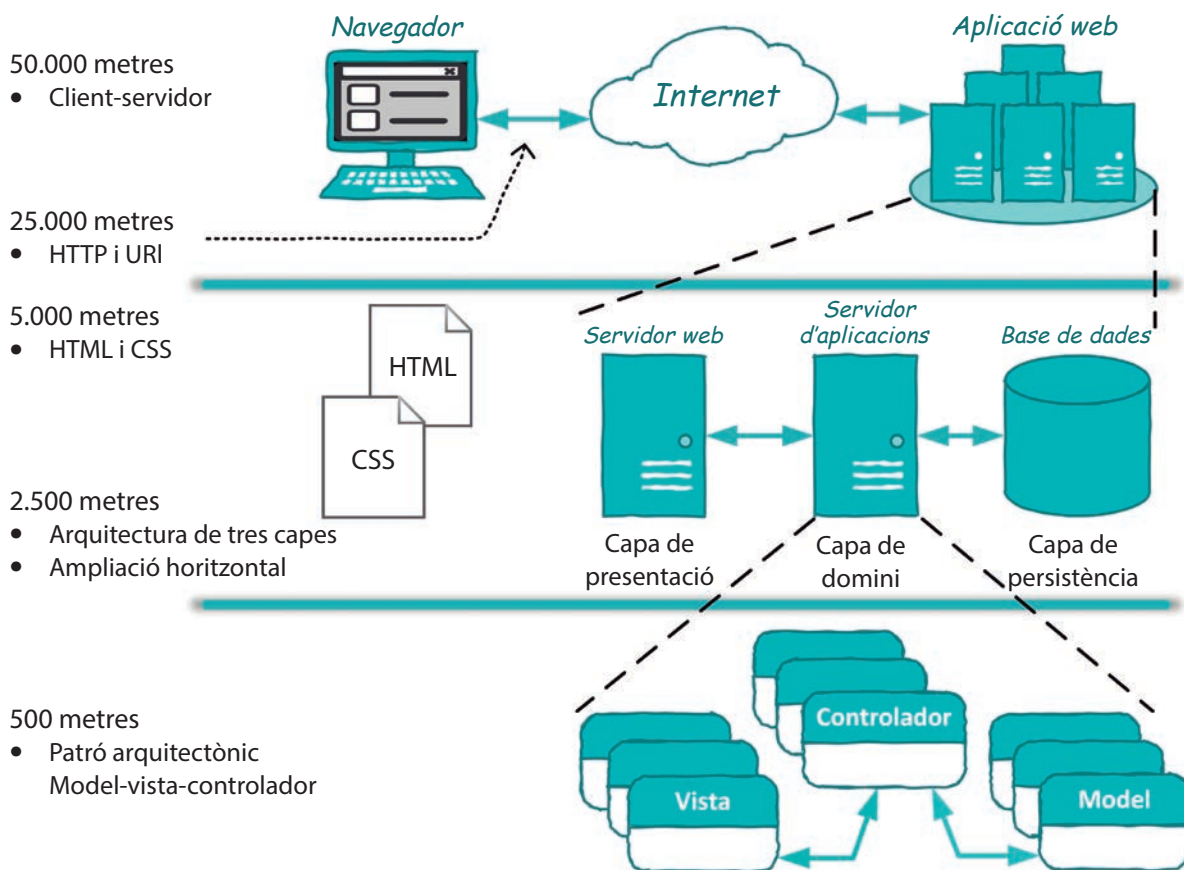 Navegador
Aplicació web
50.000 metres
• Client-servidor
Internet
25.000 metres
• HTTP i URl
5.000 metres
• HTML i CSS
HTML
CSS
Servidor web
Servidor
d'aplicacions
Base de dades
2.500 metres
• Arquitectura de tres capes
• Ampliació horitzontal
Capa de
presentació
Capa de
domini
Capa de
persistència
500 metres
• Patró arquitectònic
Model-vista-controlador
Controlador
Vista
Model